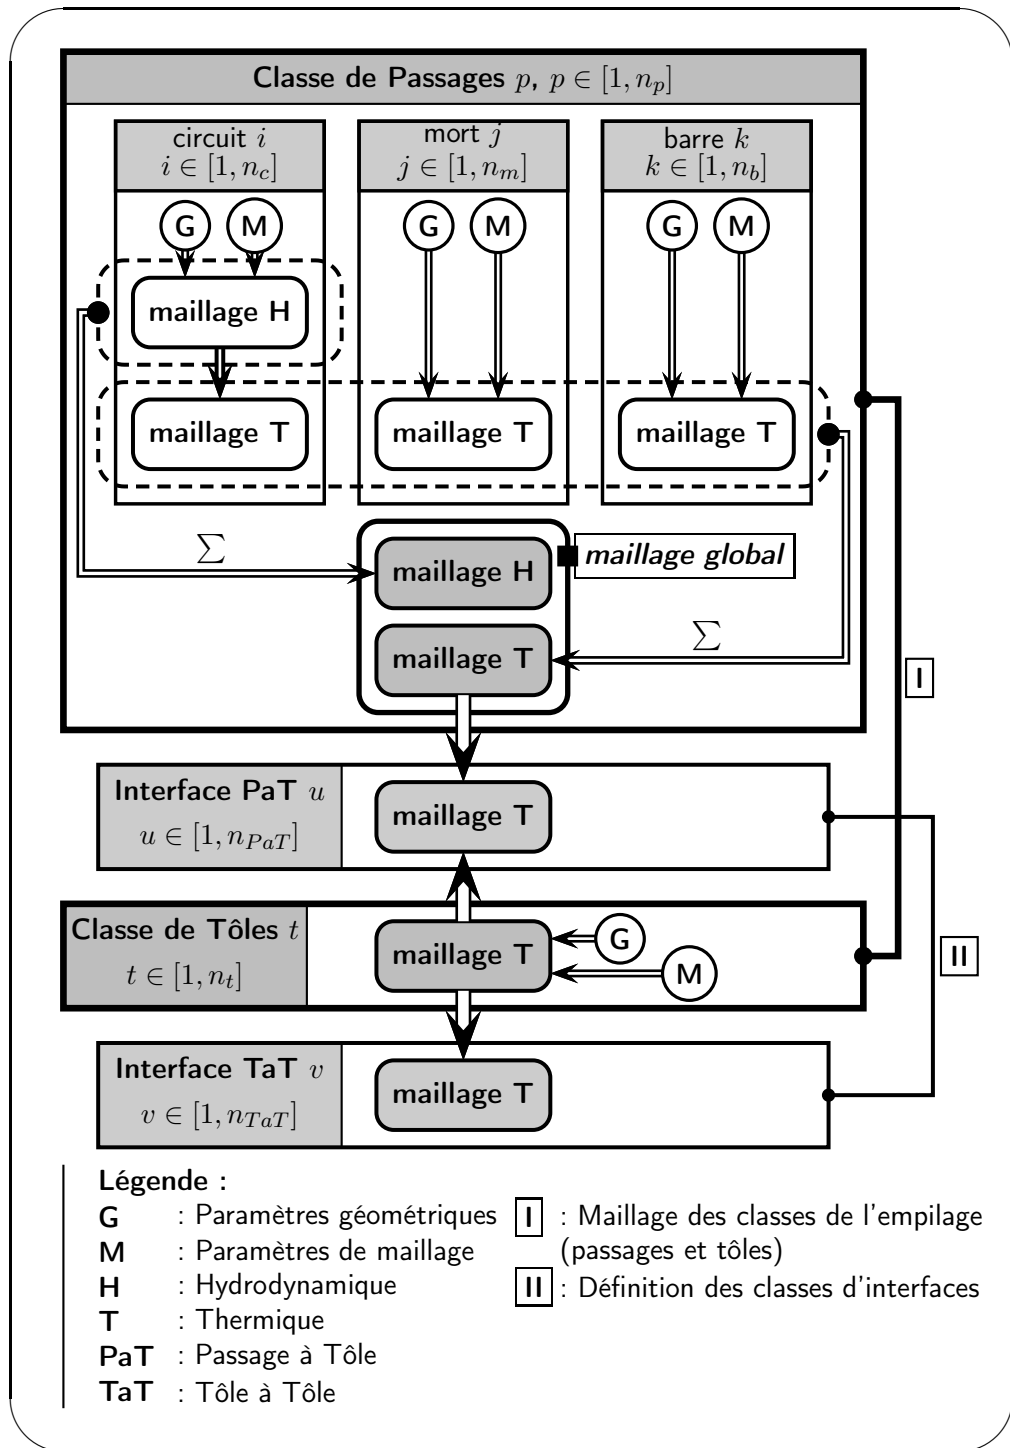 Classe de Passages p, p ∈ [1, n_p]
circuit i
i ∈ [1, n_c]
mort j
j ∈ [1, n_m]
barre k
k ∈ [1, n_b]
G M
G M
G M
maillage H
maillage T
maillage T
maillage T
∑
maillage H
maillage global
maillage T
∑
I
Interface PaT u
u ∈ [1, n_PaT]
maillage T
Classe de Tôles t
t ∈ [1, n_t]
maillage T
G
M
II
Interface TaT v
v ∈ [1, n_TaT]
maillage T
Légende :
G : Paramètres géométriques
M : Paramètres de maillage
H : Hydrodynamique
T : Thermique
PaT : Passage à Tôle
TaT : Tôle à Tôle
I : Maillage des classes de l'empilage
(passages et tôles)
II : Définition des classes d'interfaces